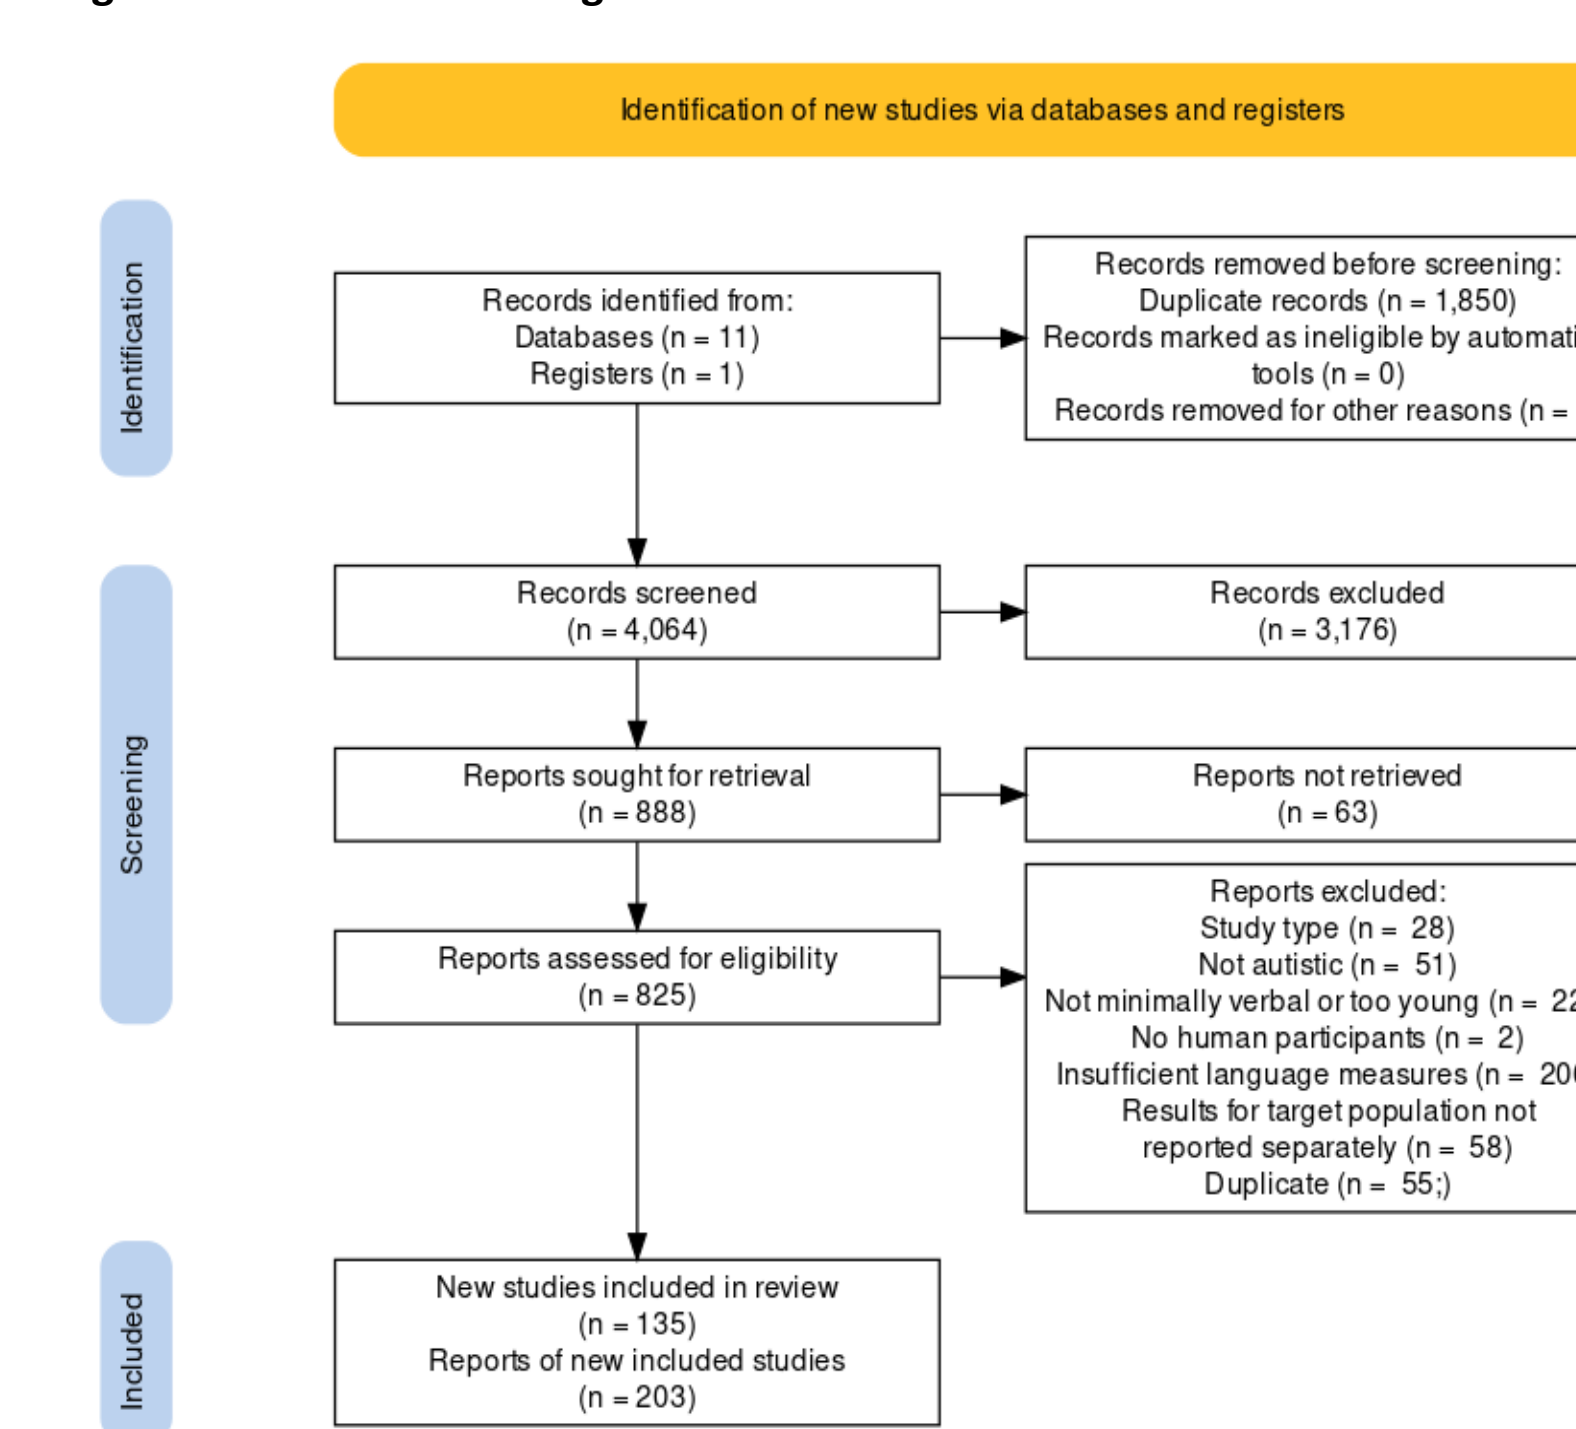 Identification of new studies via databases and registers
Identification
Records identified from:
Databases (n = 11)
Registers (n = 1)
Records removed before screening:
Duplicate records (n = 1,850)
Records marked as ineligible by
tools (n = 0)
Records removed for other reasons (n =
Screening
Records screened
(n = 4,064)
Records excluded
(n = 3,176)
Reports sought for retrieval
(n = 888)
Reports not retrieved
(n = 63)
Reports assessed for eligibility
(n = 825)
Reports excluded:
Study type (n = 28)
Not autistic (n = 51)
Not minimally verbal or too young (n =
No human participants (n = 2)
Insufficient language measures (n =
Results for target population not
reported separately (n = 58)
Duplicate (n = 55;)
Included
New studies included in review
(n = 135)
Reports of new included studies
(n = 203)